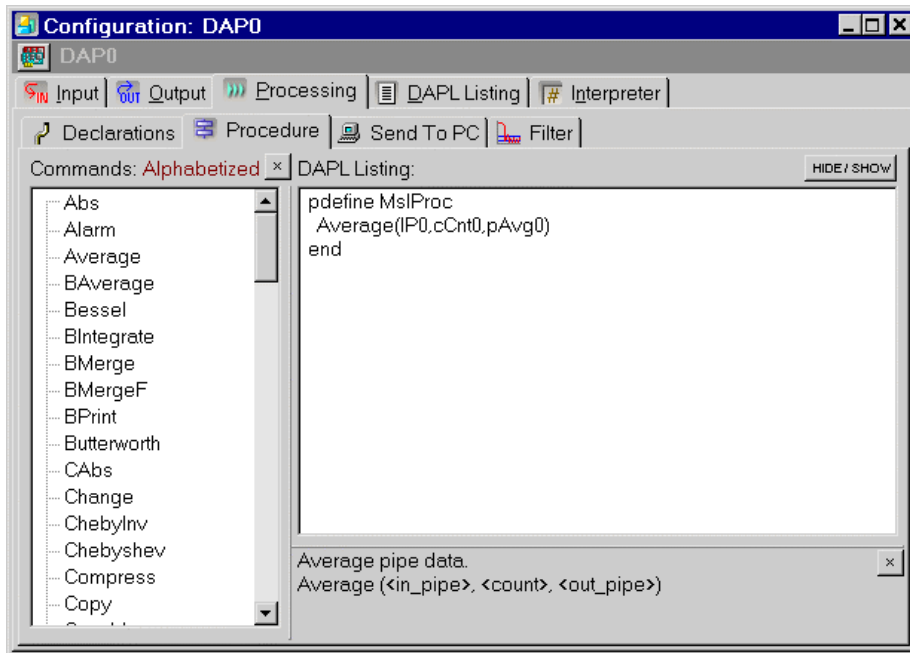 Configuration: DAP0
DAP0
IN Input OUT Output Processing DAPL Listing # Interpreter
Declarations Procedure Send To PC Filter
Commands: Alphabetized × DAPL Listing: HIDE / SHOW
Abs
Alarm
Average
BAverage
Bessel
BIntegrate
BMerge
BMergeF
BPrint
Butterworth
CAbs
Change
ChebyInv
Chebyshev
Compress
Copy
pdefine MslProc
Average(IP0,cCnt0,pAvg0)
end
Average pipe data. ×
Average (<in_pipe>, <count>, <out_pipe>)